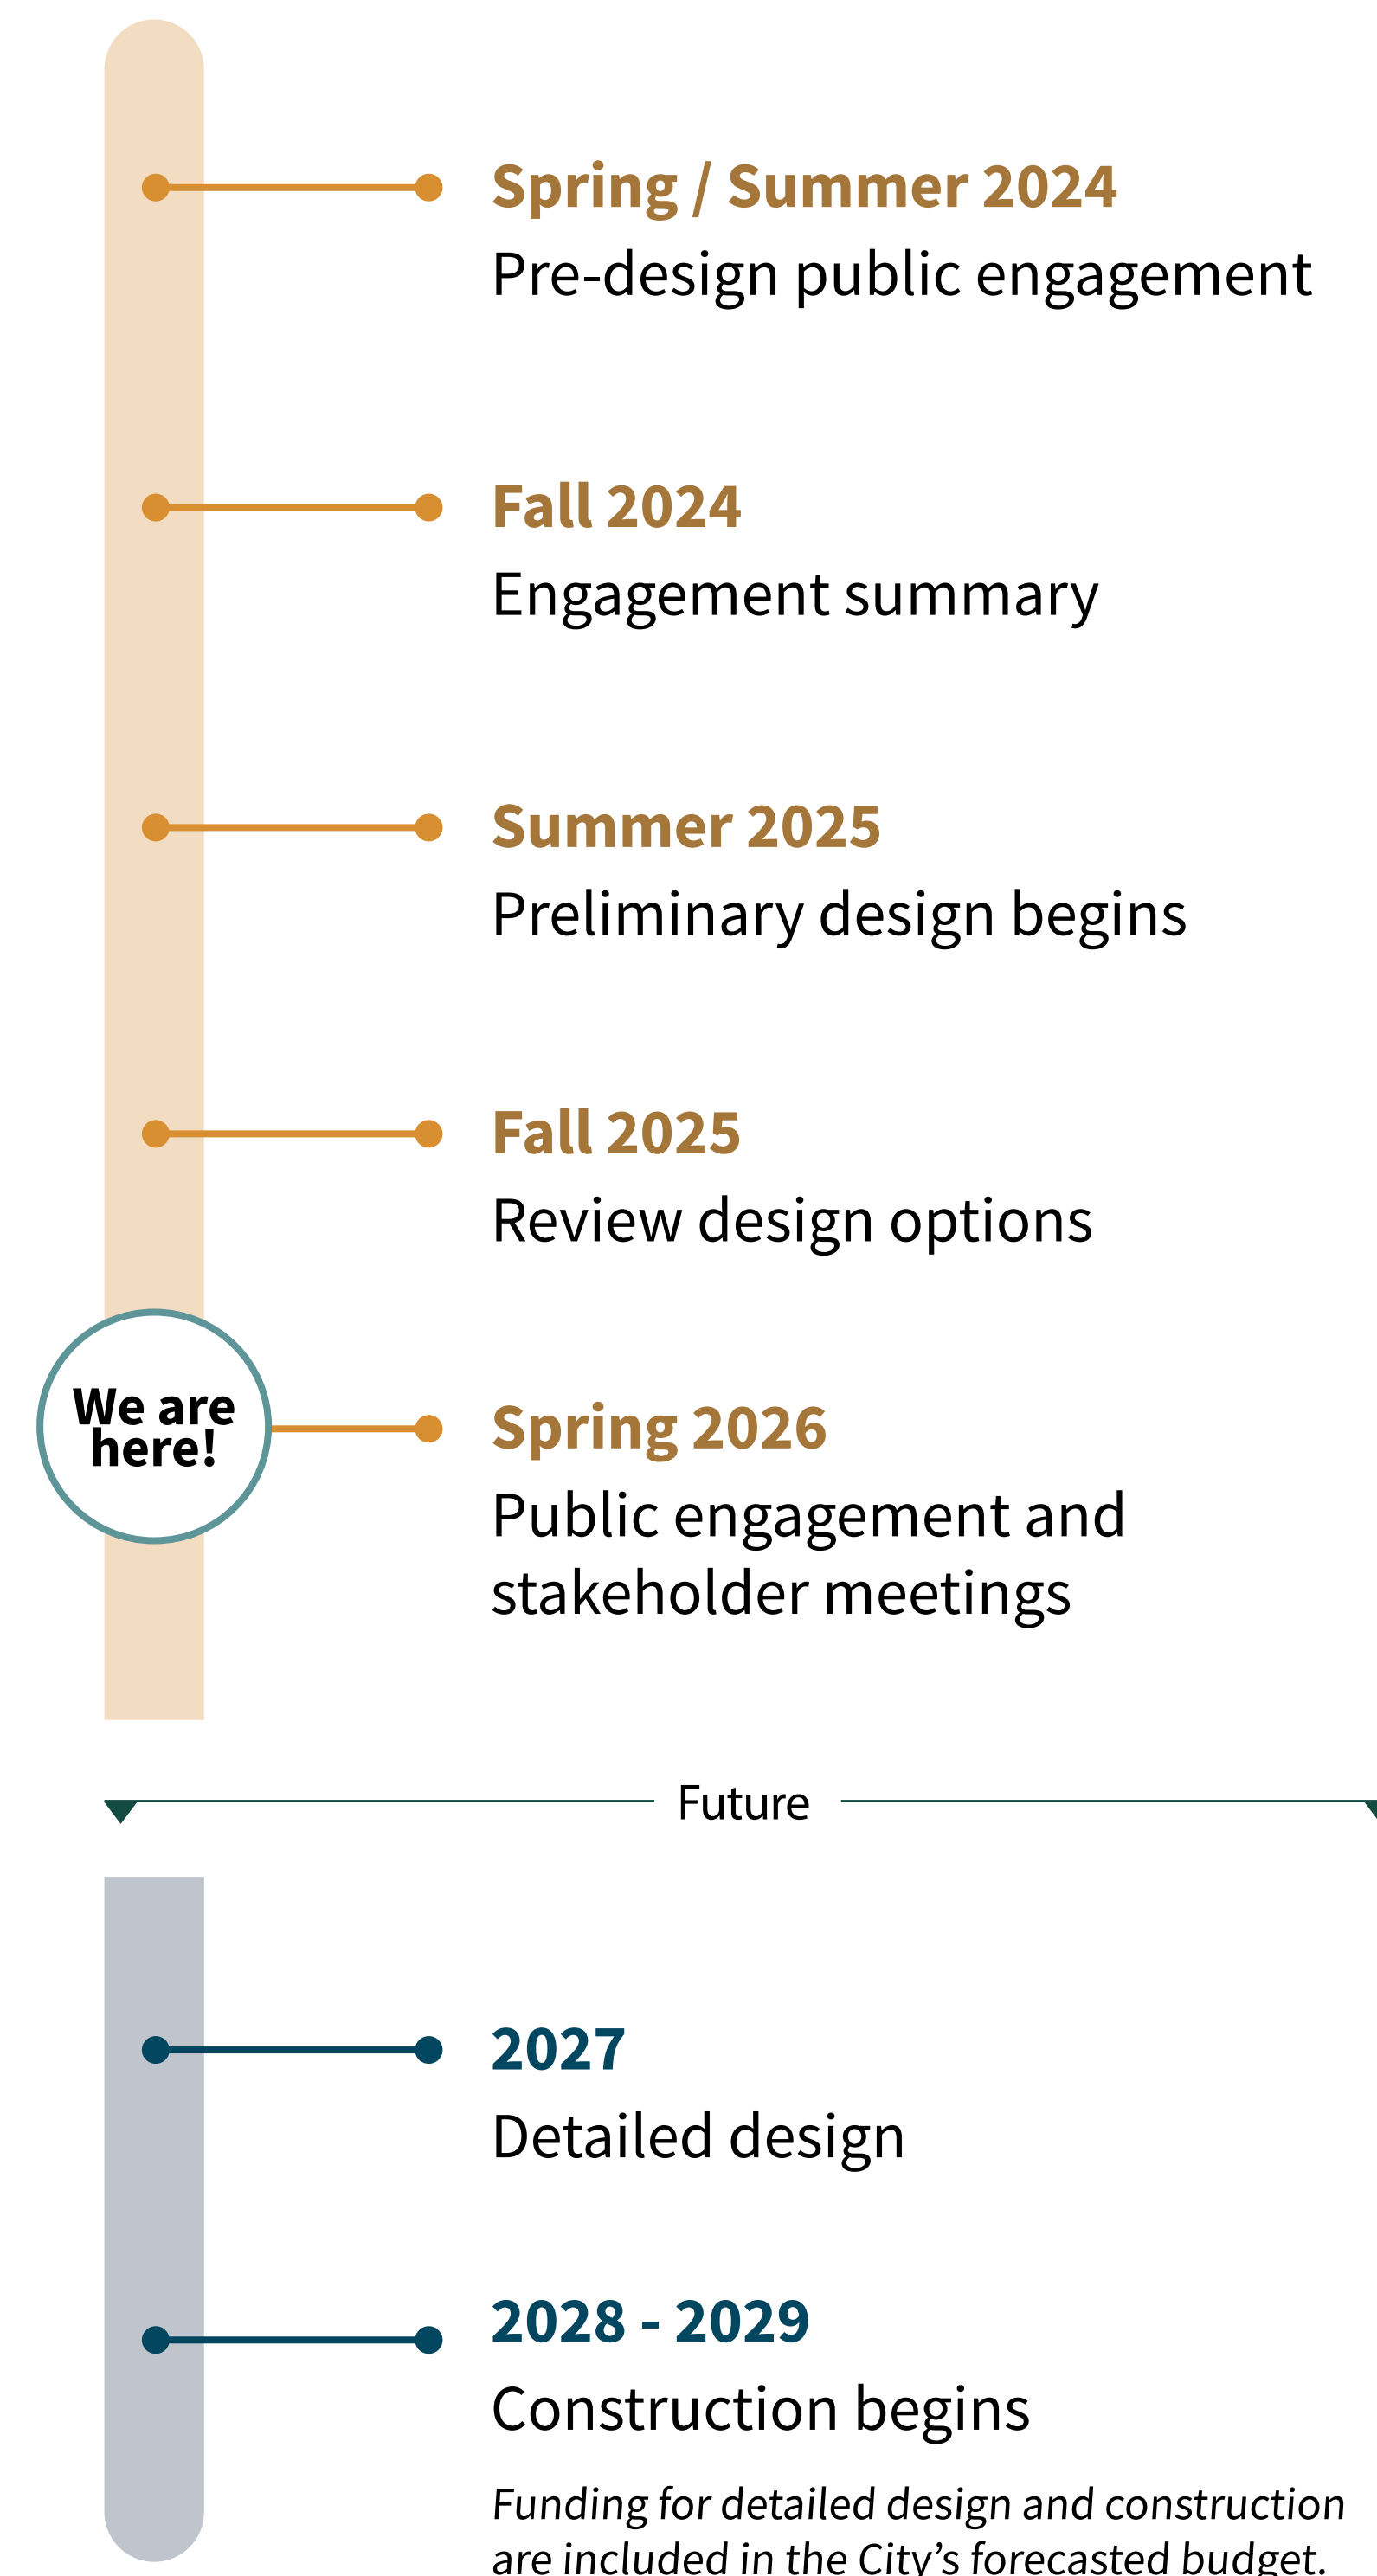 Spring / Summer 2024
Pre-design public engagement
Fall 2024
Engagement summary
Summer 2025
Preliminary design begins
Fall 2025
Review design options
We are
here!
Spring 2026
Public engagement and
stakeholder meetings
Future
2027
Detailed design
2028 - 2029
Construction begins
Funding for detailed design and construction
are included in the City’s forecasted budget.